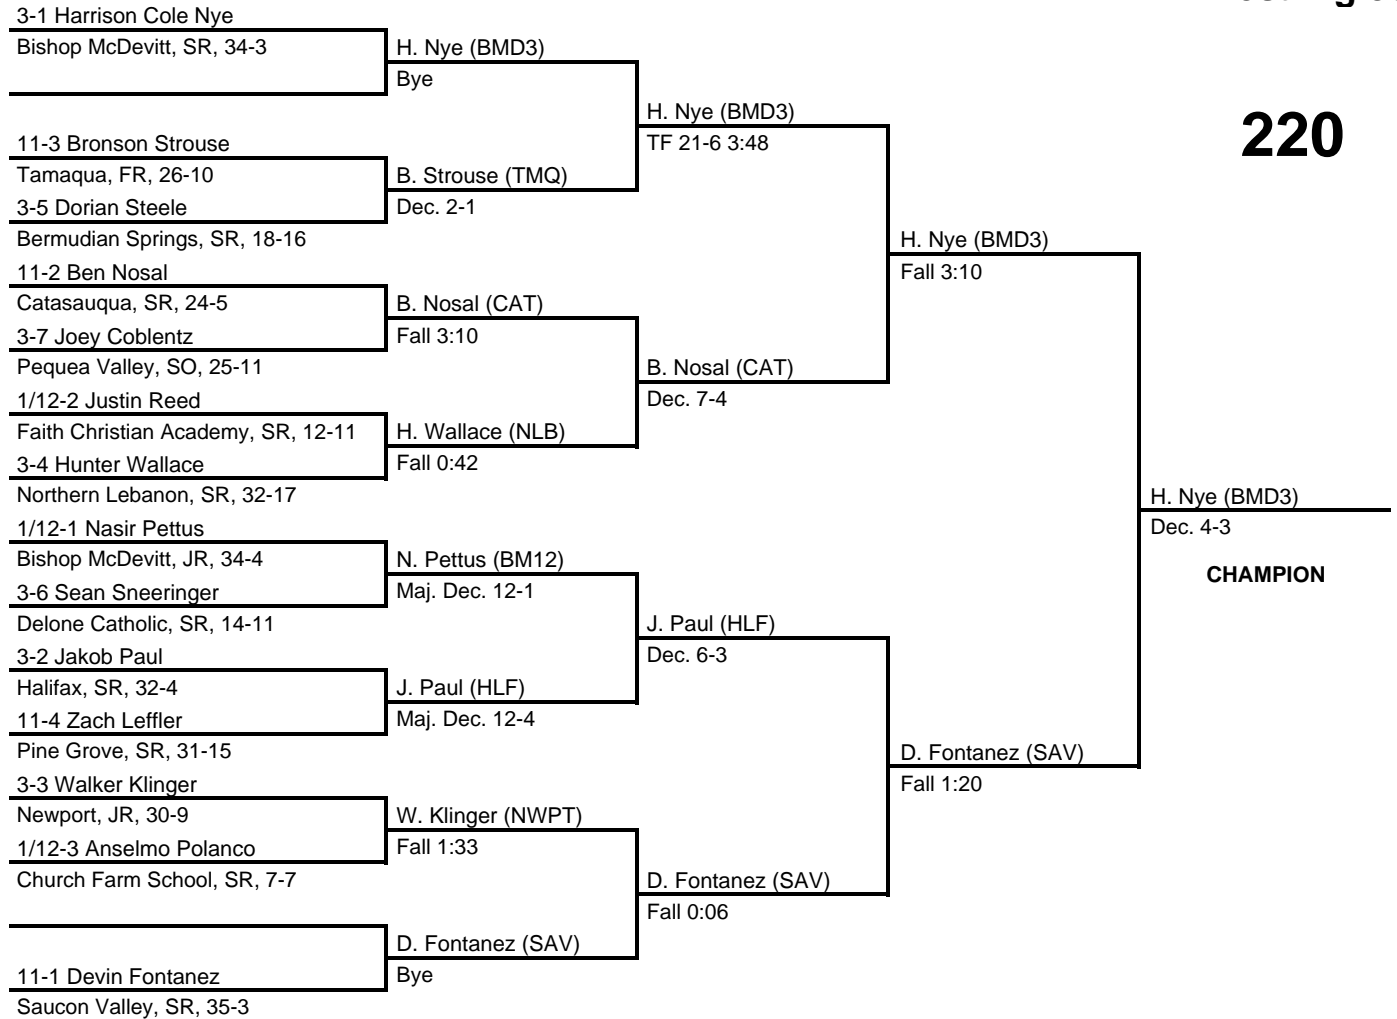 3-1 Harrison Cole Nye
Bishop McDevitt, SR, 34-3
H. Nye (BMD3)
Bye
H. Nye (BMD3)
TF 21-6 3:48
220
11-3 Bronson Strouse
Tamaqua, FR, 26-10
B. Strouse (TMQ)
3-5 Dorian Steele
Dec. 2-1
Bermudian Springs, SR, 18-16
H. Nye (BMD3)
Fall 3:10
11-2 Ben Nosal
Catasauqua, SR, 24-5
B. Nosal (CAT)
3-7 Joey Coblentz
Fall 3:10
Pequea Valley, SO, 25-11
B. Nosal (CAT)
Dec. 7-4
1/12-2 Justin Reed
Faith Christian Academy, SR, 12-11
H. Wallace (NLB)
3-4 Hunter Wallace
Fall 0:42
Northern Lebanon, SR, 32-17
H. Nye (BMD3)
Dec. 4-3
CHAMPION
1/12-1 Nasir Pettus
Bishop McDevitt, JR, 34-4
N. Pettus (BM12)
3-6 Sean Sneeringer
Maj. Dec. 12-1
Delone Catholic, SR, 14-11
J. Paul (HLF)
Dec. 6-3
3-2 Jakob Paul
Halifax, SR, 32-4
J. Paul (HLF)
11-4 Zach Leffler
Maj. Dec. 12-4
Pine Grove, SR, 31-15
D. Fontanez (SAV)
Fall 1:20
3-3 Walker Klinger
Newport, JR, 30-9
W. Klinger (NWPT)
1/12-3 Anselmo Polanco
Fall 1:33
Church Farm School, SR, 7-7
D. Fontanez (SAV)
Fall 0:06
D. Fontanez (SAV)
11-1 Devin Fontanez
Bye
Saucon Valley, SR, 35-3